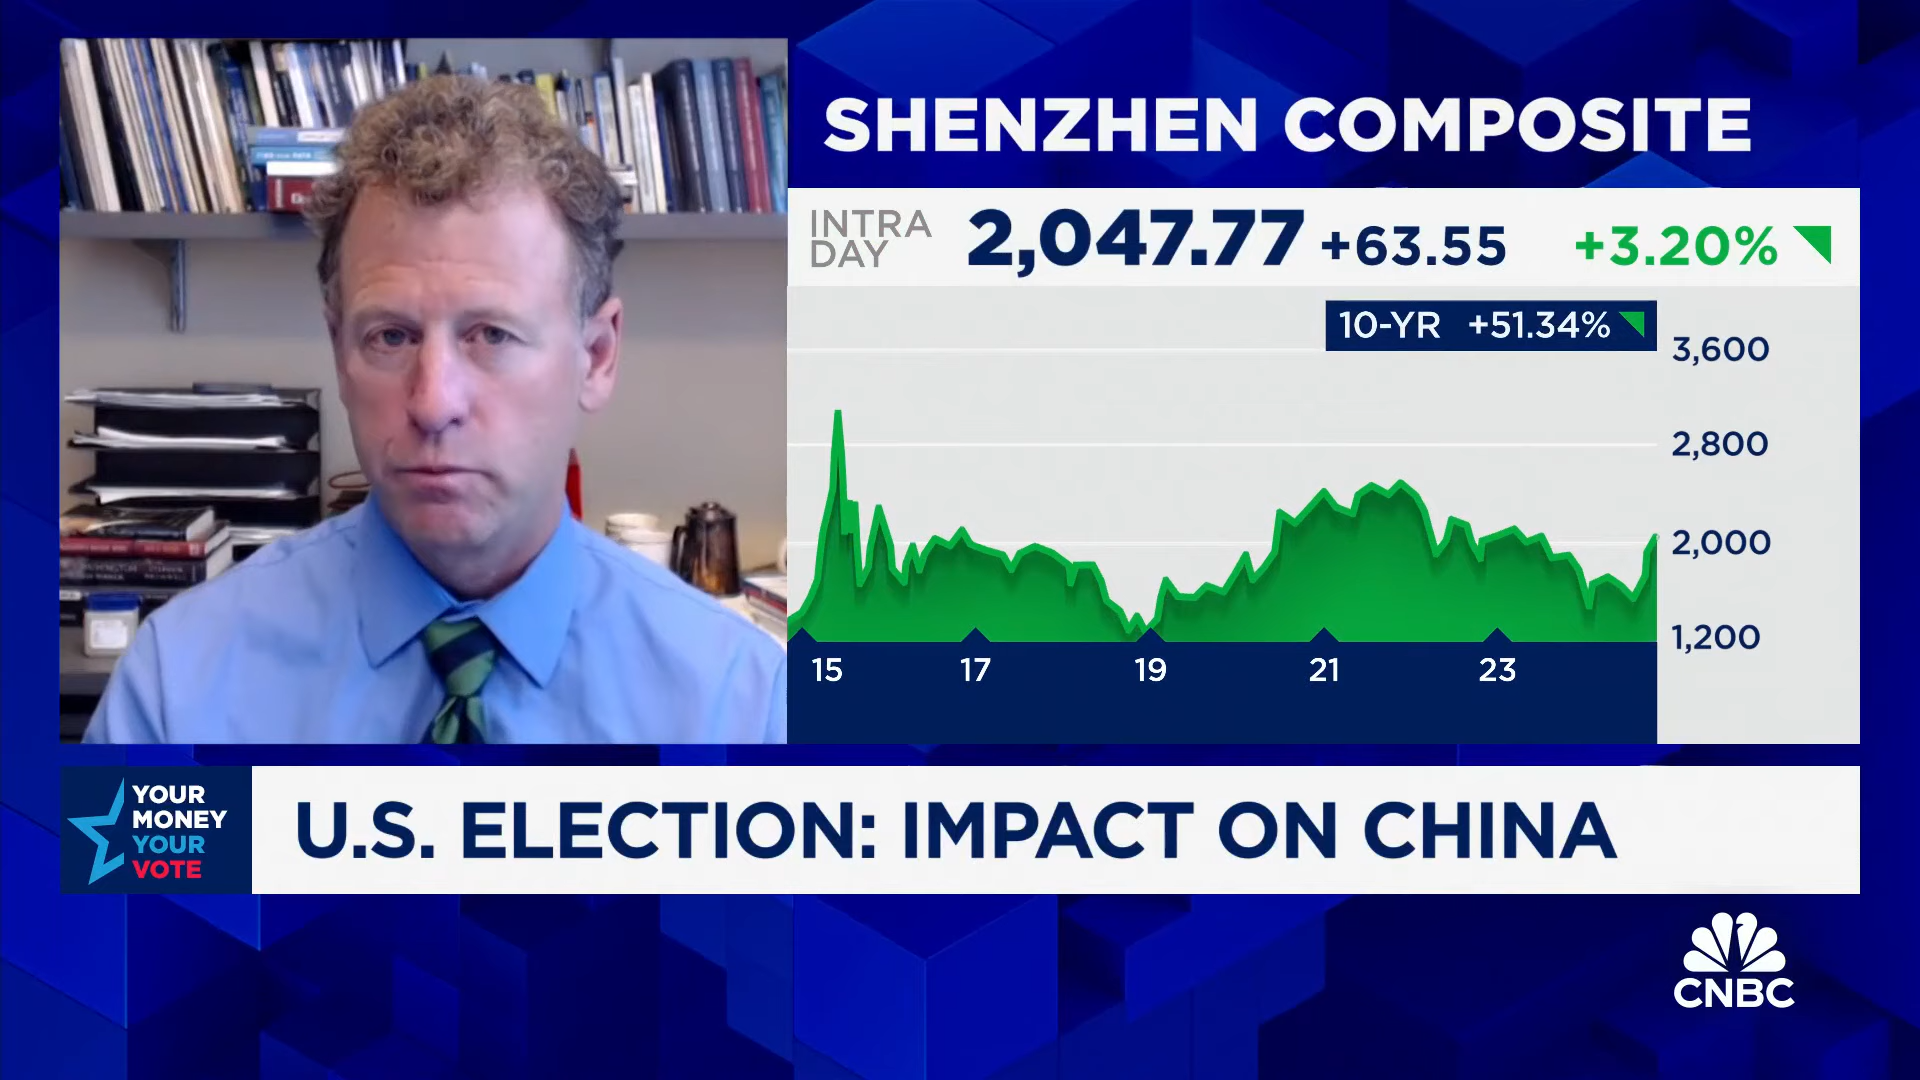 SHENZHEN COMPOSITE
INTRA
DAY
2,047.77 +63.55 +3.20%
10-YR +51.34%
3,600
2,800
2,000
1,200
15 17 19 21 23
YOUR
MONEY
YOUR
VOTE
U.S. ELECTION: IMPACT ON CHINA
CNBC